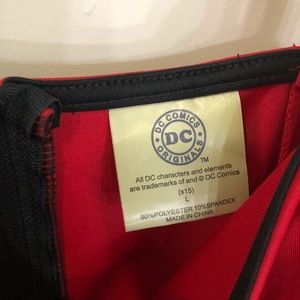 DC COMICS
DC
ORIGINALS
™
All DC characters and elements
are trademarks of and © DC Comics
(s15)
L
90%POLYESTER 10%SPANDEX
MADE IN CHINA